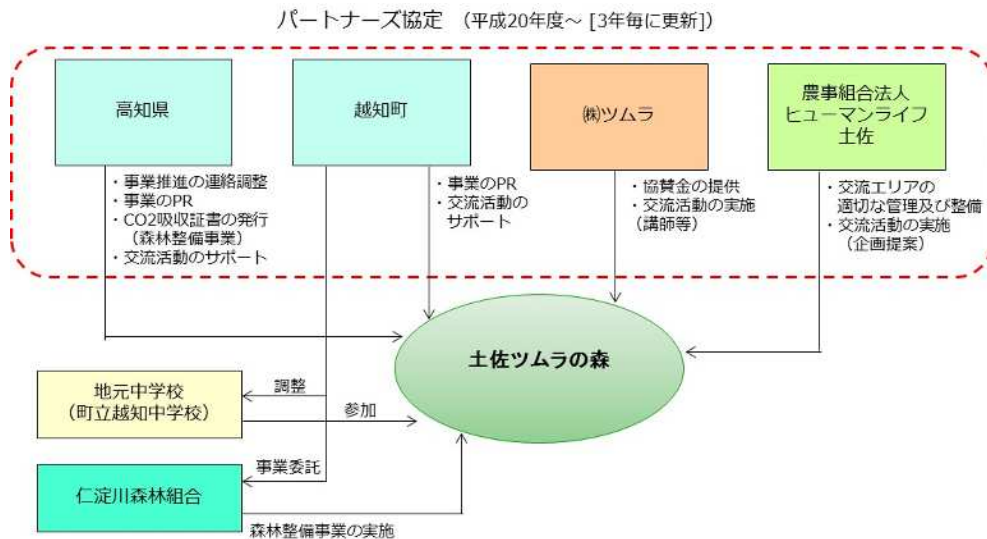 パートナーズ協定 （平成20年度～ [3年毎に更新]）
高知県
越知町
㈱ツムラ
農事組合法人
ヒューマンライフ
土佐
・事業推進の連絡調整
・事業のPR
・CO2吸収証書の発行
（森林整備事業）
・交流活動のサポート
・事業のPR
・交流活動の
サポート
・協賛金の提供
・交流活動の実施
（講師等）
・交流エリアの
適切な管理及び整備
・交流活動の実施
（企画提案）
土佐ツムラの森
地元中学校
（町立越知中学校）
調整
参加
仁淀川森林組合
事業委託
森林整備事業の実施